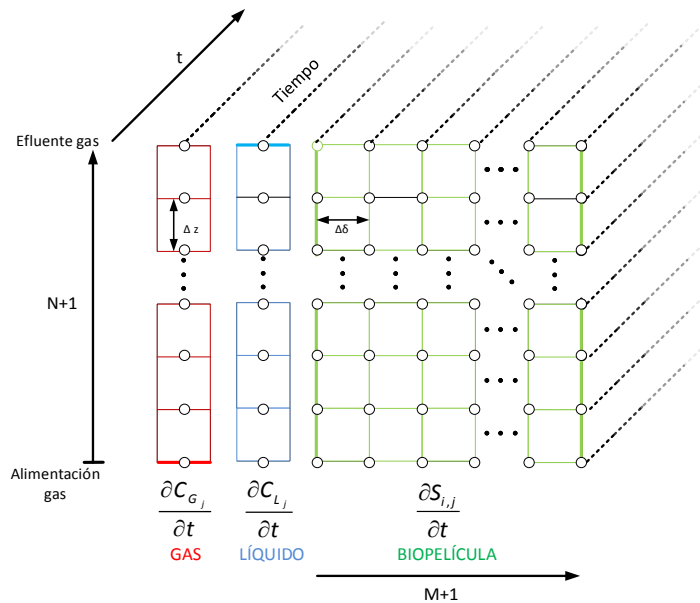 t
Tiempo
Efluente gas
Δ z
Δδ
N+1
Alimentación
gas
∂C_{G_j}/∂t
∂C_{L_j}/∂t
∂S_{i,j}/∂t
GAS
LÍQUIDO
BIOPELÍCULA
M+1